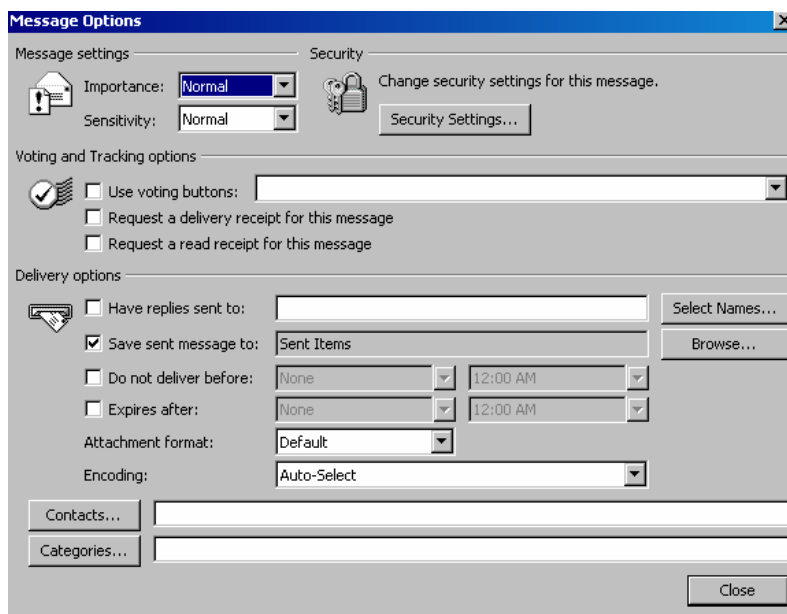 Message Options
Message settings
Security
Importance: Normal
Change security settings for this message.
Sensitivity: Normal
Security Settings...
Voting and Tracking options
Use voting buttons:
Request a delivery receipt for this message
Request a read receipt for this message
Delivery options
Have replies sent to:
Select Names...
Save sent message to: Sent Items
Browse...
Do not deliver before: None 12:00 AM
Expires after: None 12:00 AM
Attachment format: Default
Encoding: Auto-Select
Contacts...
Categories...
Close